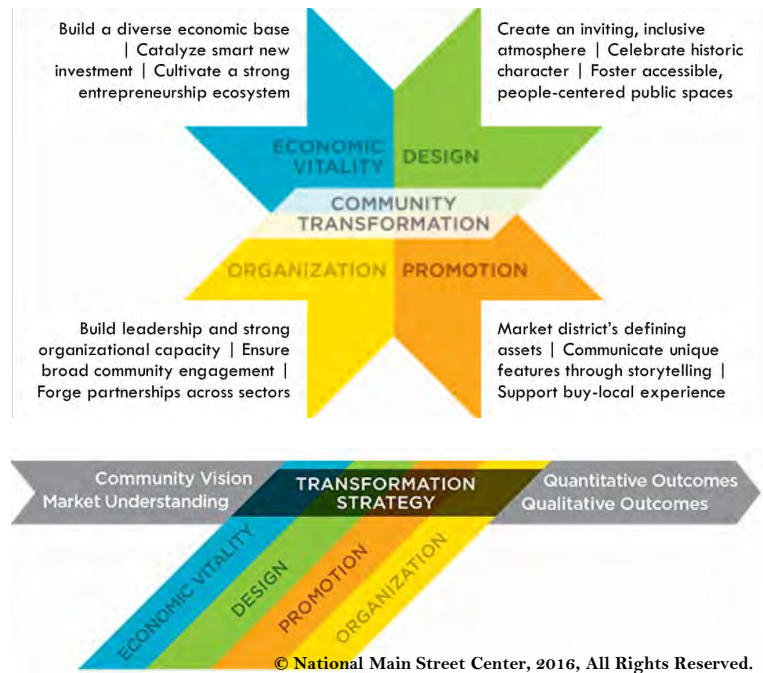 Build a diverse economic base
| Catalyze smart new
investment | Cultivate a strong
entrepreneurship ecosystem
Create an inviting, inclusive
atmosphere | Celebrate historic
character | Foster accessible,
people-centered public spaces
ECONOMIC
VITALITY
DESIGN
COMMUNITY
TRANSFORMATION
ORGANIZATION
PROMOTION
Build leadership and strong
organizational capacity | Ensure
broad community engagement |
Forge partnerships across sectors
Market district's defining
assets | Communicate unique
features through storytelling |
Support buy-local experience
Community Vision
Market Understanding
TRANSFORMATION
STRATEGY
Quantitative Outcomes
Qualitative Outcomes
ECONOMIC VITALITY
DESIGN
PROMOTION
ORGANIZATION
© National Main Street Center, 2016, All Rights Reserved.